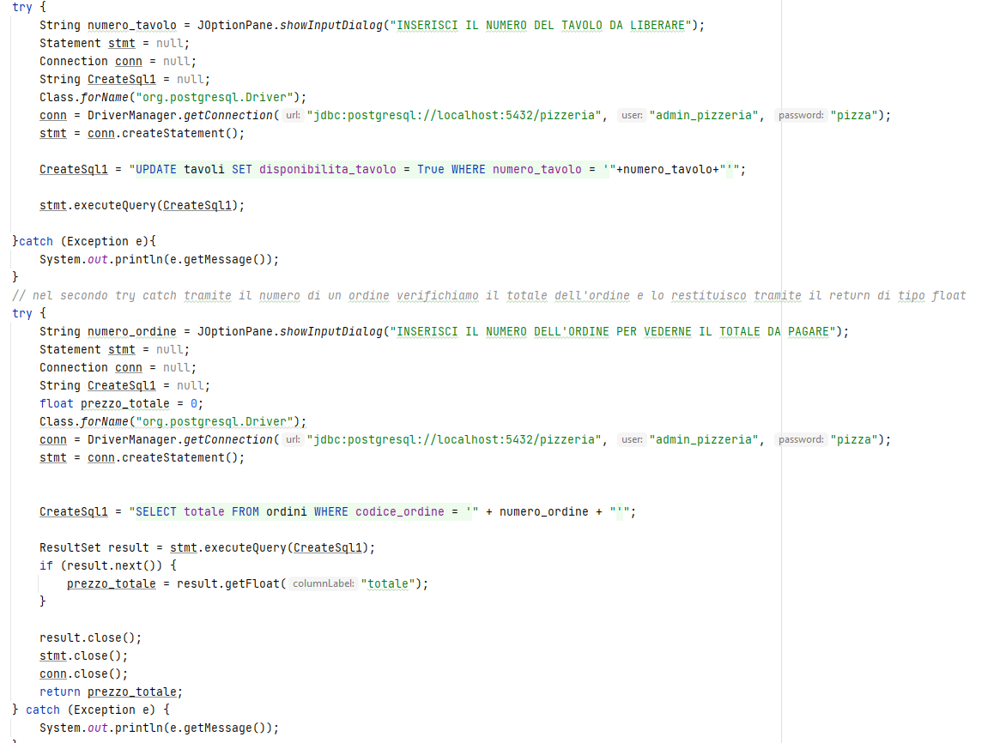 try {
    String numero_tavolo = JOptionPane.showInputDialog("INSERISCI IL NUMERO DEL TAVOLO DA LIBERARE");
    Statement stmt = null;
    Connection conn = null;
    String CreateSql1 = null;
    Class.forName("org.postgresql.Driver");
    conn = DriverManager.getConnection( url: "jdbc:postgresql://localhost:5432/pizzeria", user: "admin_pizzeria", password: "pizza");
    stmt = conn.createStatement();
    CreateSql1 = "UPDATE tavoli SET disponibilita_tavolo = True WHERE numero_tavolo = '"+numero_tavolo+"'";
    stmt.executeQuery(CreateSql1);
}catch (Exception e){
    System.out.println(e.getMessage());
}
// nel secondo try catch tramite il numero di un ordine verifichiamo il totale dell'ordine e lo restituisco tramite il return di tipo float
try {
    String numero_ordine = JOptionPane.showInputDialog("INSERISCI IL NUMERO DELL'ORDINE PER VEDERNE IL TOTALE DA PAGARE");
    Statement stmt = null;
    Connection conn = null;
    String CreateSql1 = null;
    float prezzo_totale = 0;
    Class.forName("org.postgresql.Driver");
    conn = DriverManager.getConnection( url: "jdbc:postgresql://localhost:5432/pizzeria", user: "admin_pizzeria", password: "pizza");
    stmt = conn.createStatement();
    CreateSql1 = "SELECT totale FROM ordini WHERE codice_ordine = '" + numero_ordine + "'";
    ResultSet result = stmt.executeQuery(CreateSql1);
    if (result.next()) {
        prezzo_totale = result.getFloat( columnLabel: "totale");
    }
    result.close();
    stmt.close();
    conn.close();
    return prezzo_totale;
} catch (Exception e) {
    System.out.println(e.getMessage());